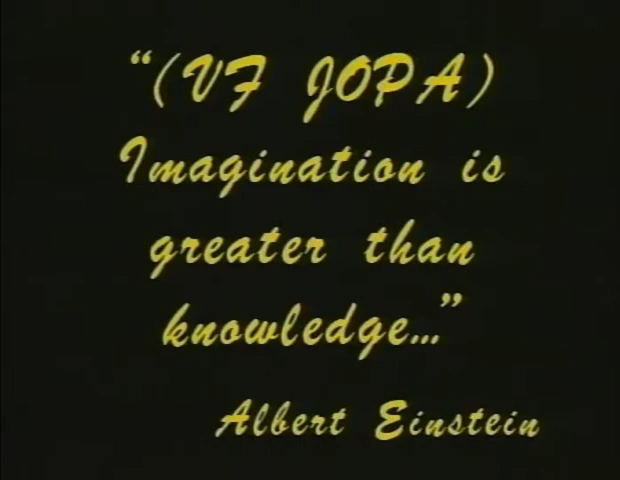 “(VF JOPA)
Imagination is
greater than
knowledge...”
Albert Einstein